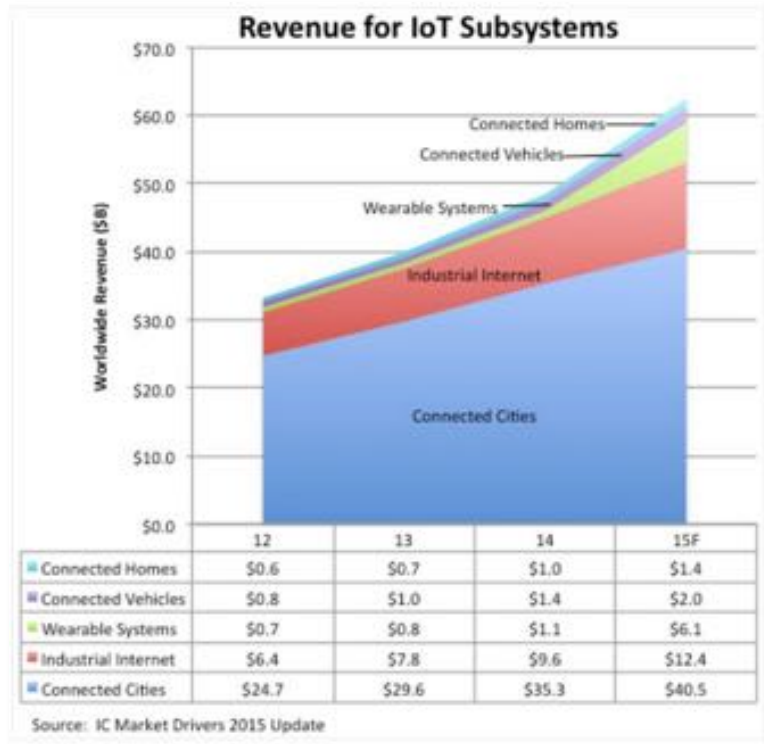 Revenue for IoT Subsystems
$70.0
$60.0
$50.0
$40.0
$30.0
$20.0
$10.0
$0.0
Worldwide Revenue ($B)
Connected Homes
Connected Vehicles
Wearable Systems
Industrial Internet
Connected Cities
12 13 14 15F
Connected Homes $0.6 $0.7 $1.0 $1.4
Connected Vehicles $0.8 $1.0 $1.4 $2.0
Wearable Systems $0.7 $0.8 $1.1 $6.1
Industrial Internet $6.4 $7.8 $9.6 $12.4
Connected Cities $24.7 $29.6 $35.3 $40.5
Source: IC Market Drivers 2015 Update